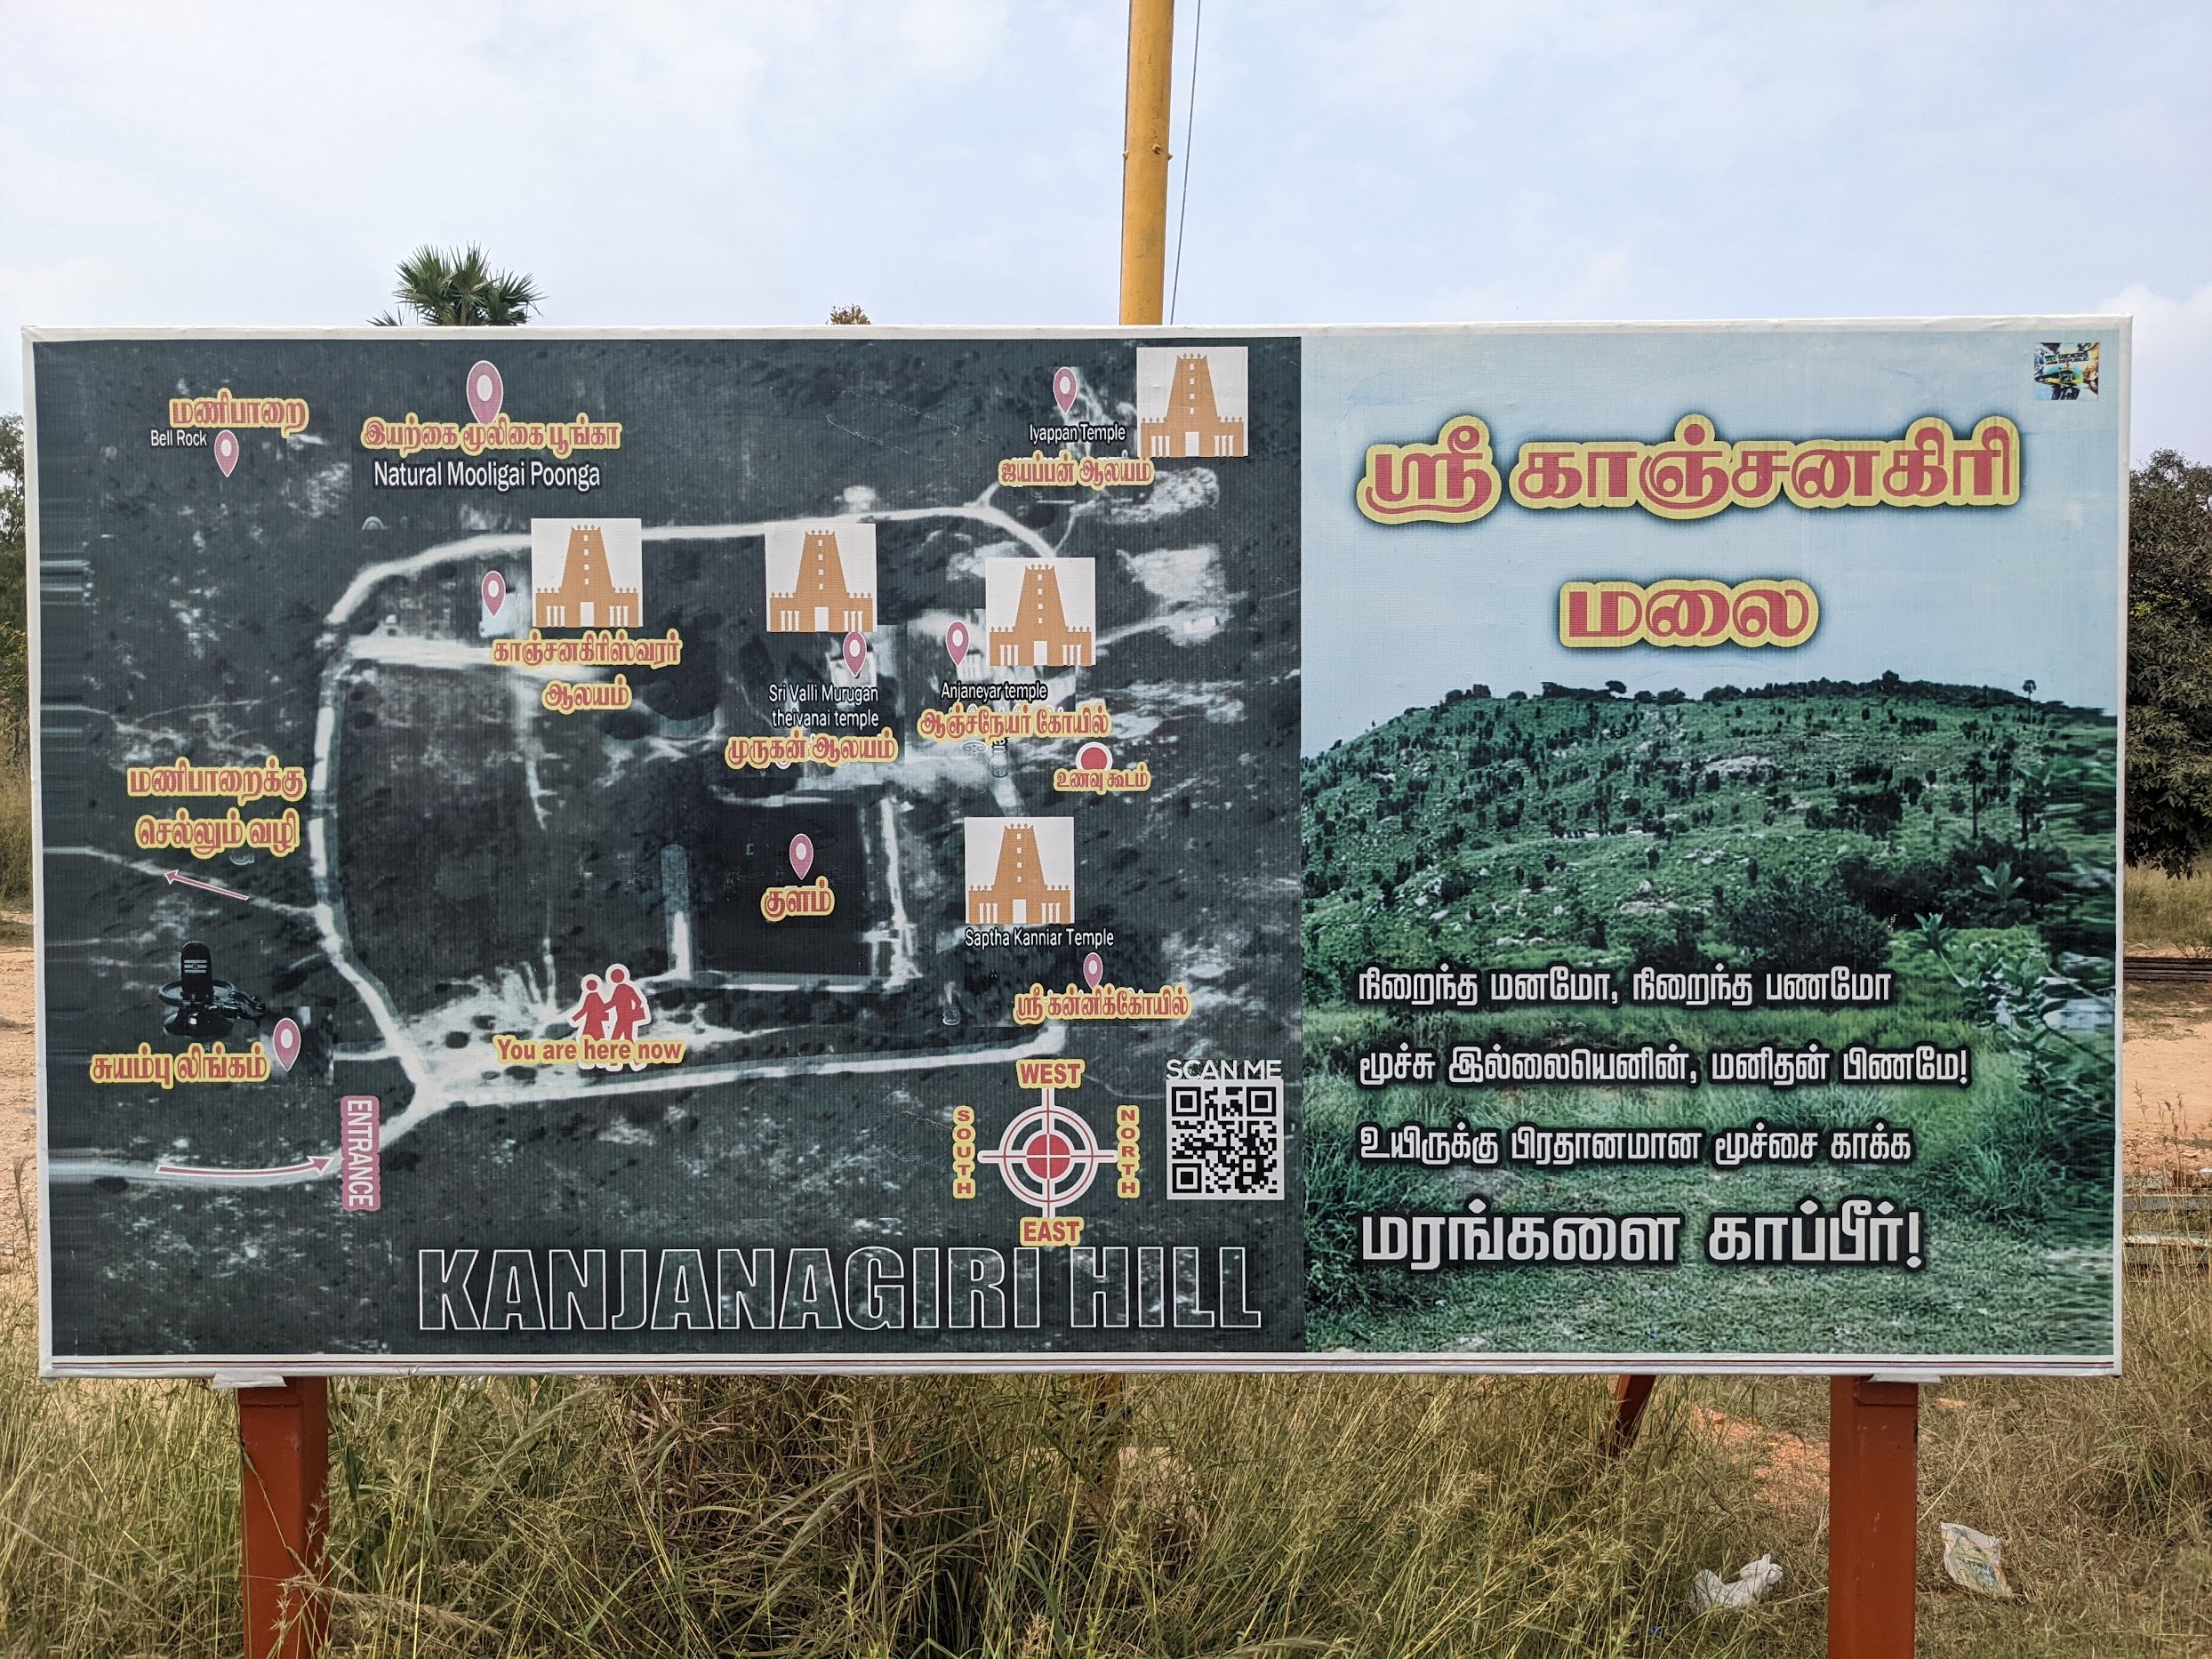 மணிபாறை
Bell Rock
இயற்கை மூலிகை பூங்கா
Natural Mooligai Poonga
Iyappan Temple
ஐயப்பன் ஆலயம்
காஞ்சனகிரிஸ்வரர்
ஆலயம்
Sri Valli Murugan
theivanai temple
முருகன் ஆலயம்
Anjaneyar temple
ஆஞ்சநேயர் கோயில்
உணவு கூடம்
மணிபாறைக்கு
செல்லும் வழி
குளம்
Saptha Kanniar Temple
ஸ்ரீ கன்னிக்கோயில்
சுயம்பு லிங்கம்
You are here now
ENTRANCE
WEST
SOUTH
NORTH
EAST
SCAN ME
KANJANAGIRI HILL
RIDERS
REPUBLIC
ஸ்ரீ காஞ்சனகிரி
மலை
நிறைந்த மனமோ, நிறைந்த பணமோ
மூச்சு இல்லையெனின், மனிதன் பிணமே!
உயிருக்கு பிரதானமான மூச்சை காக்க
மரங்களை காப்பீர்!